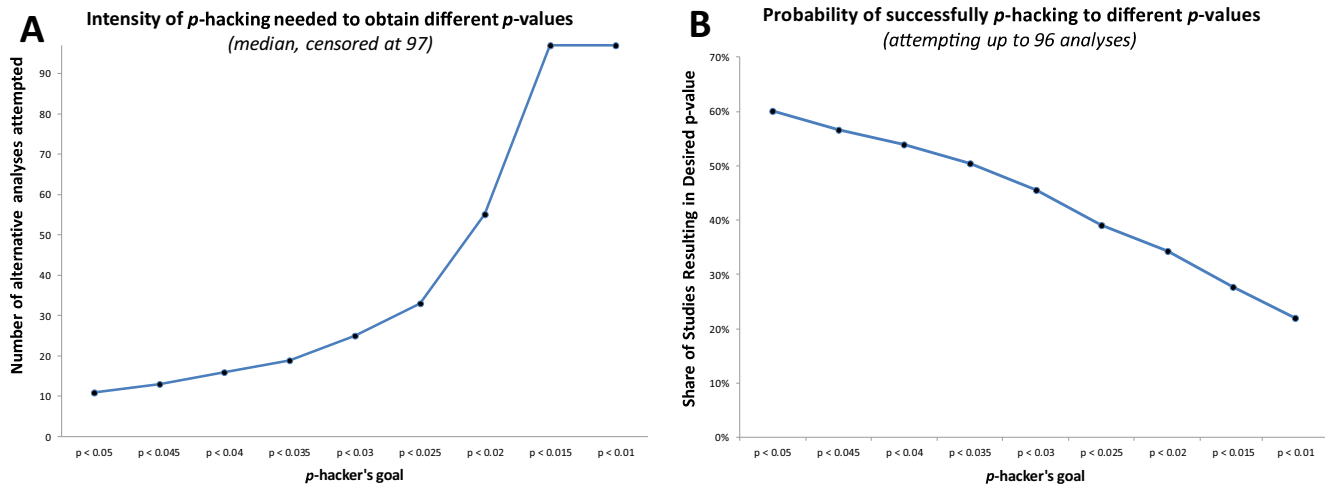 A
Intensity of p-hacking needed to obtain different p-values
(median, censored at 97)
Number of alternative analyses attempted
90
80
70
60
50
40
30
20
10
0
p < 0.05
p < 0.045
p < 0.04
p < 0.035
p < 0.03
p < 0.025
p < 0.02
p < 0.015
p < 0.01
p-hacker's goal
B
Probability of successfully p-hacking to different p-values
(attempting up to 96 analyses)
Share of Studies Resulting in Desired p-value
70%
60%
50%
40%
30%
20%
10%
0%
p < 0.05
p < 0.045
p < 0.04
p < 0.035
p < 0.03
p < 0.025
p < 0.02
p < 0.015
p < 0.01
p-hacker's goal